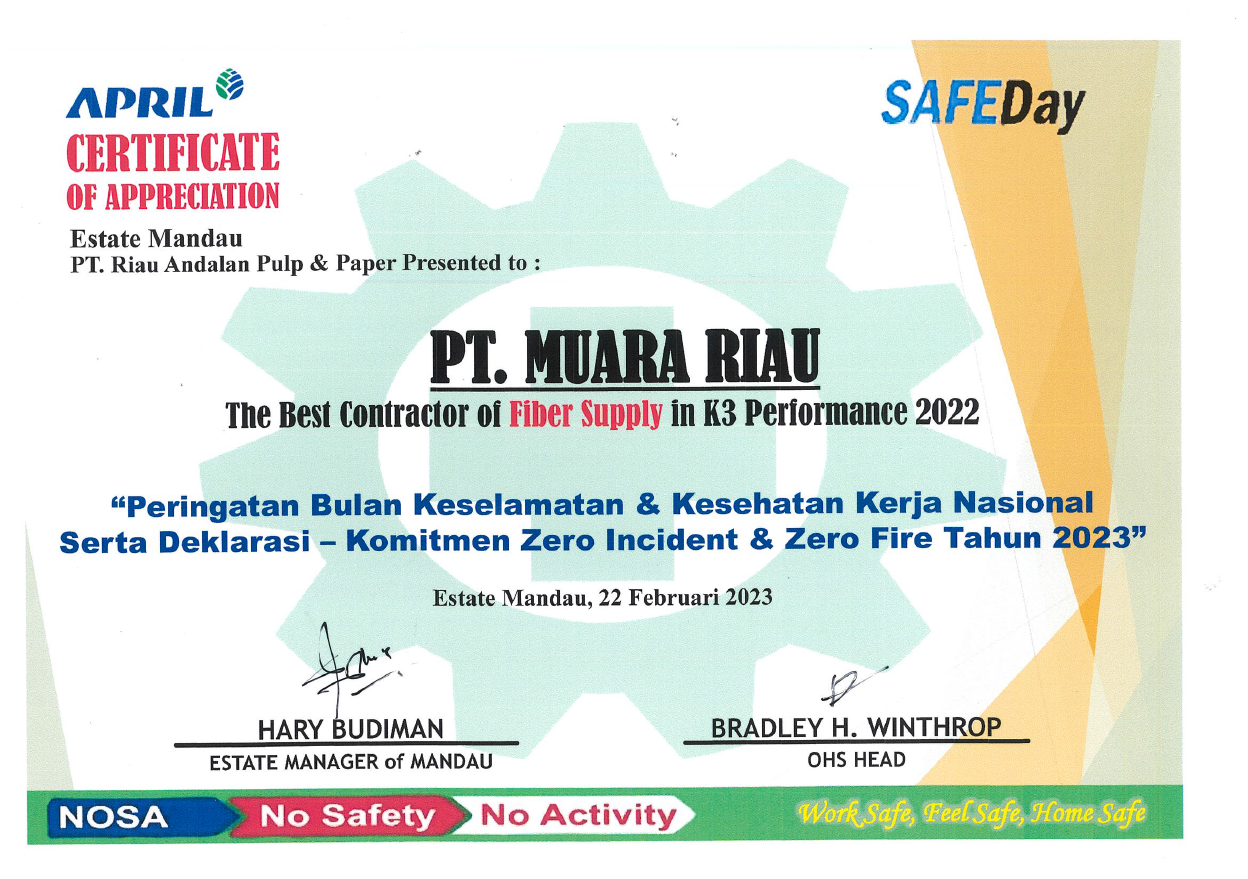 APRIL
SAFEDay
CERTIFICATE
OF APPRECIATION
Estate Mandau
PT. Riau Andalan Pulp & Paper Presented to :
PT. MUARA RIAU
The Best Contractor of Fiber Supply in K3 Performance 2022
“Peringatan Bulan Keselamatan & Kesehatan Kerja Nasional
Serta Deklarasi – Komitmen Zero Incident & Zero Fire Tahun 2023”
Estate Mandau, 22 Februari 2023
HARY BUDIMAN
ESTATE MANAGER of MANDAU
BRADLEY H. WINTHROP
OHS HEAD
NOSA No Safety No Activity
Work Safe, Feel Safe, Home Safe